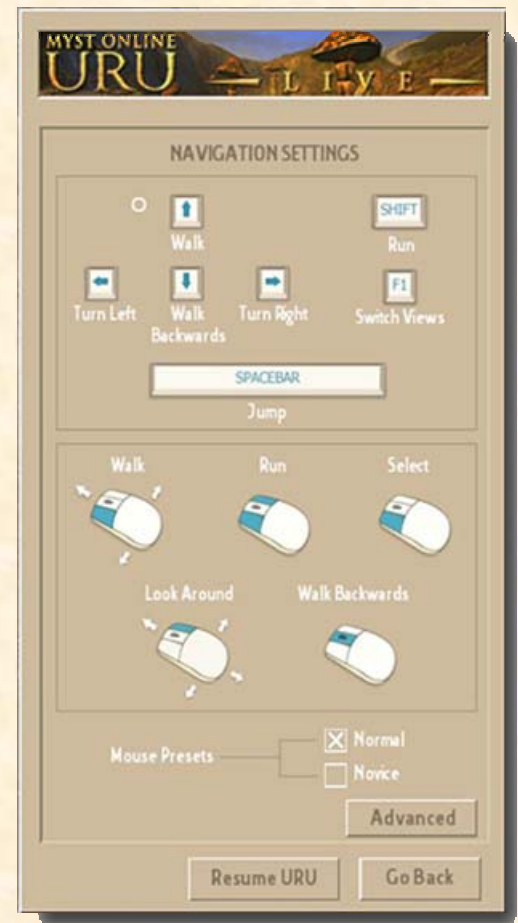 MYST ONLINE
URU
LIVE
NAVIGATION SETTINGS
SHIFT
Walk
Run
F1
Turn Left
Walk
Backwards
Turn Right
Switch Views
SPACEBAR
Jump
Walk
Run
Select
Look Around
Walk Backwards
Mouse Presets
Normal
Novice
Advanced
Resume URU
Go Back